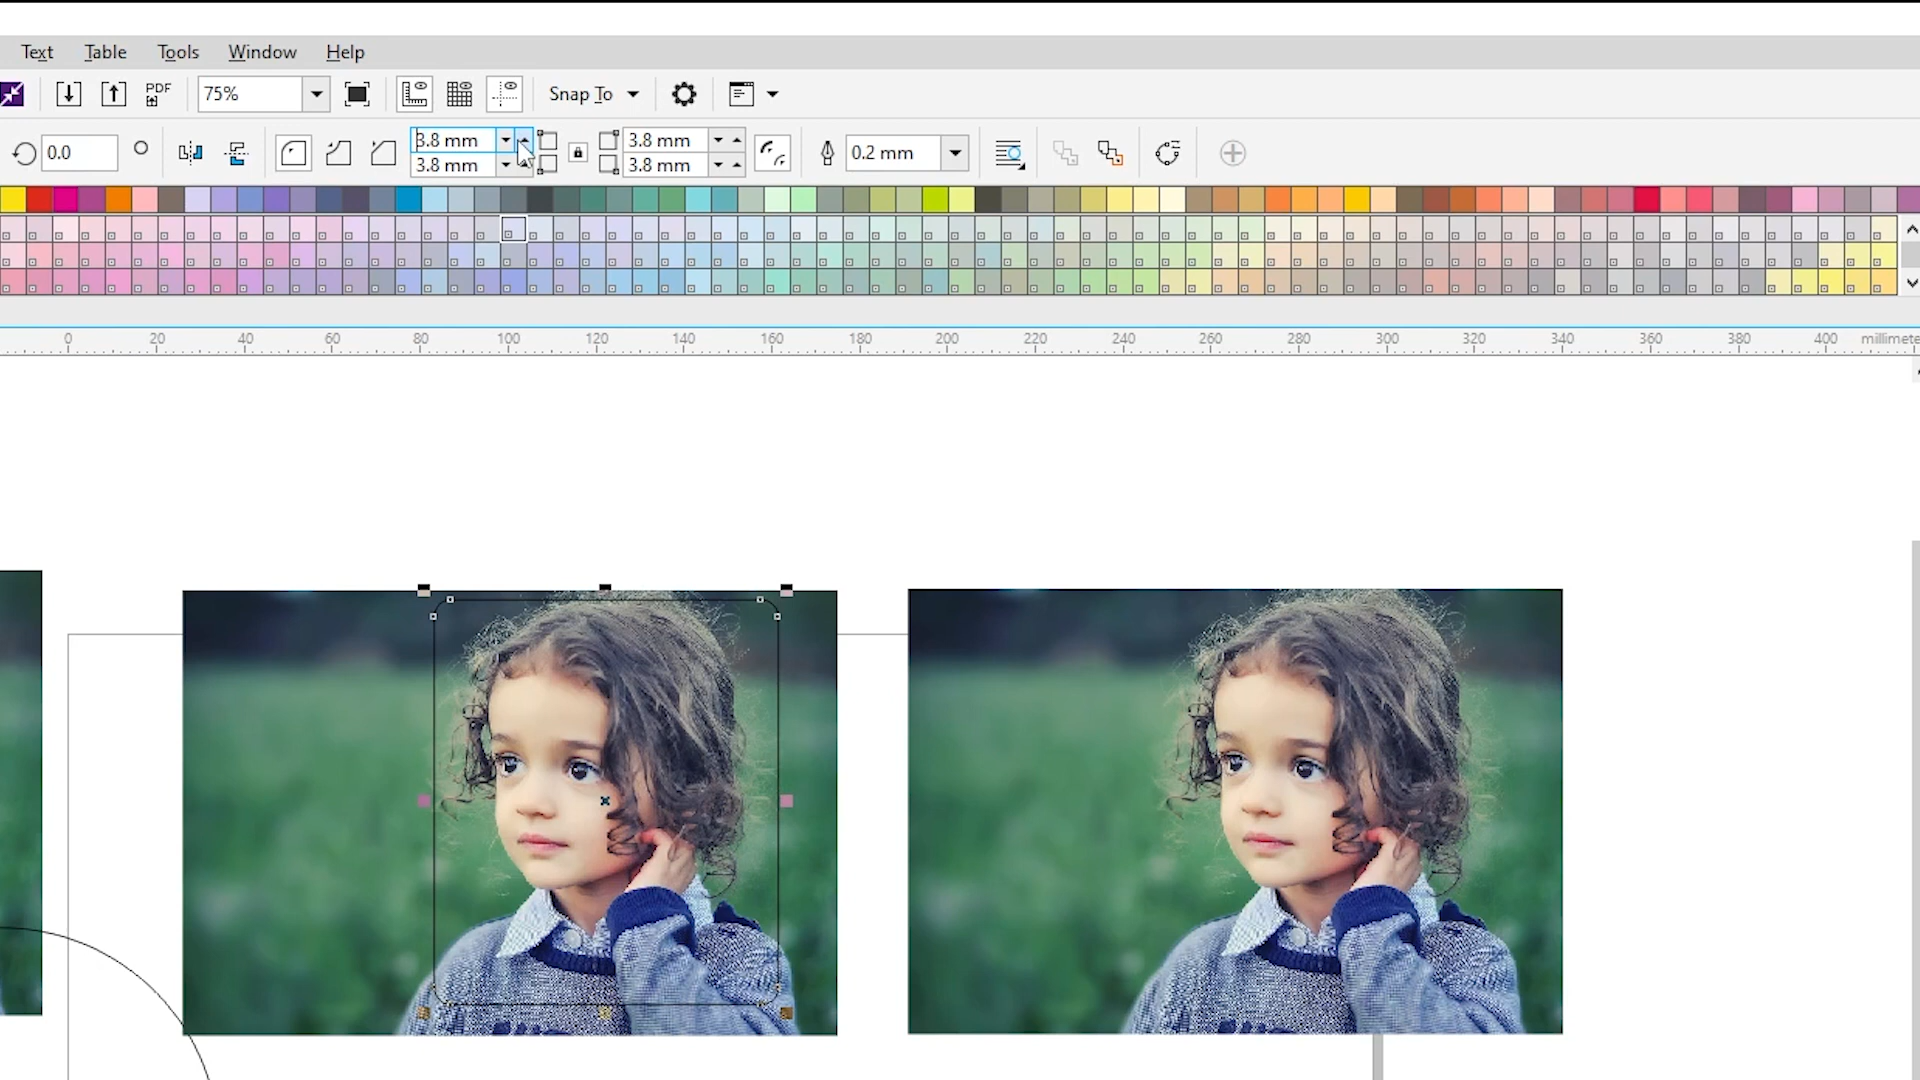 Text Table Tools Window Help
PDF 75% Snap To
0.0 3.8 mm 3.8 mm 0.2 mm
3.8 mm 3.8 mm
0 20 40 60 80 100 120 140 160 180 200 220 240 260 280 300 320 340 360 380 400 millimete